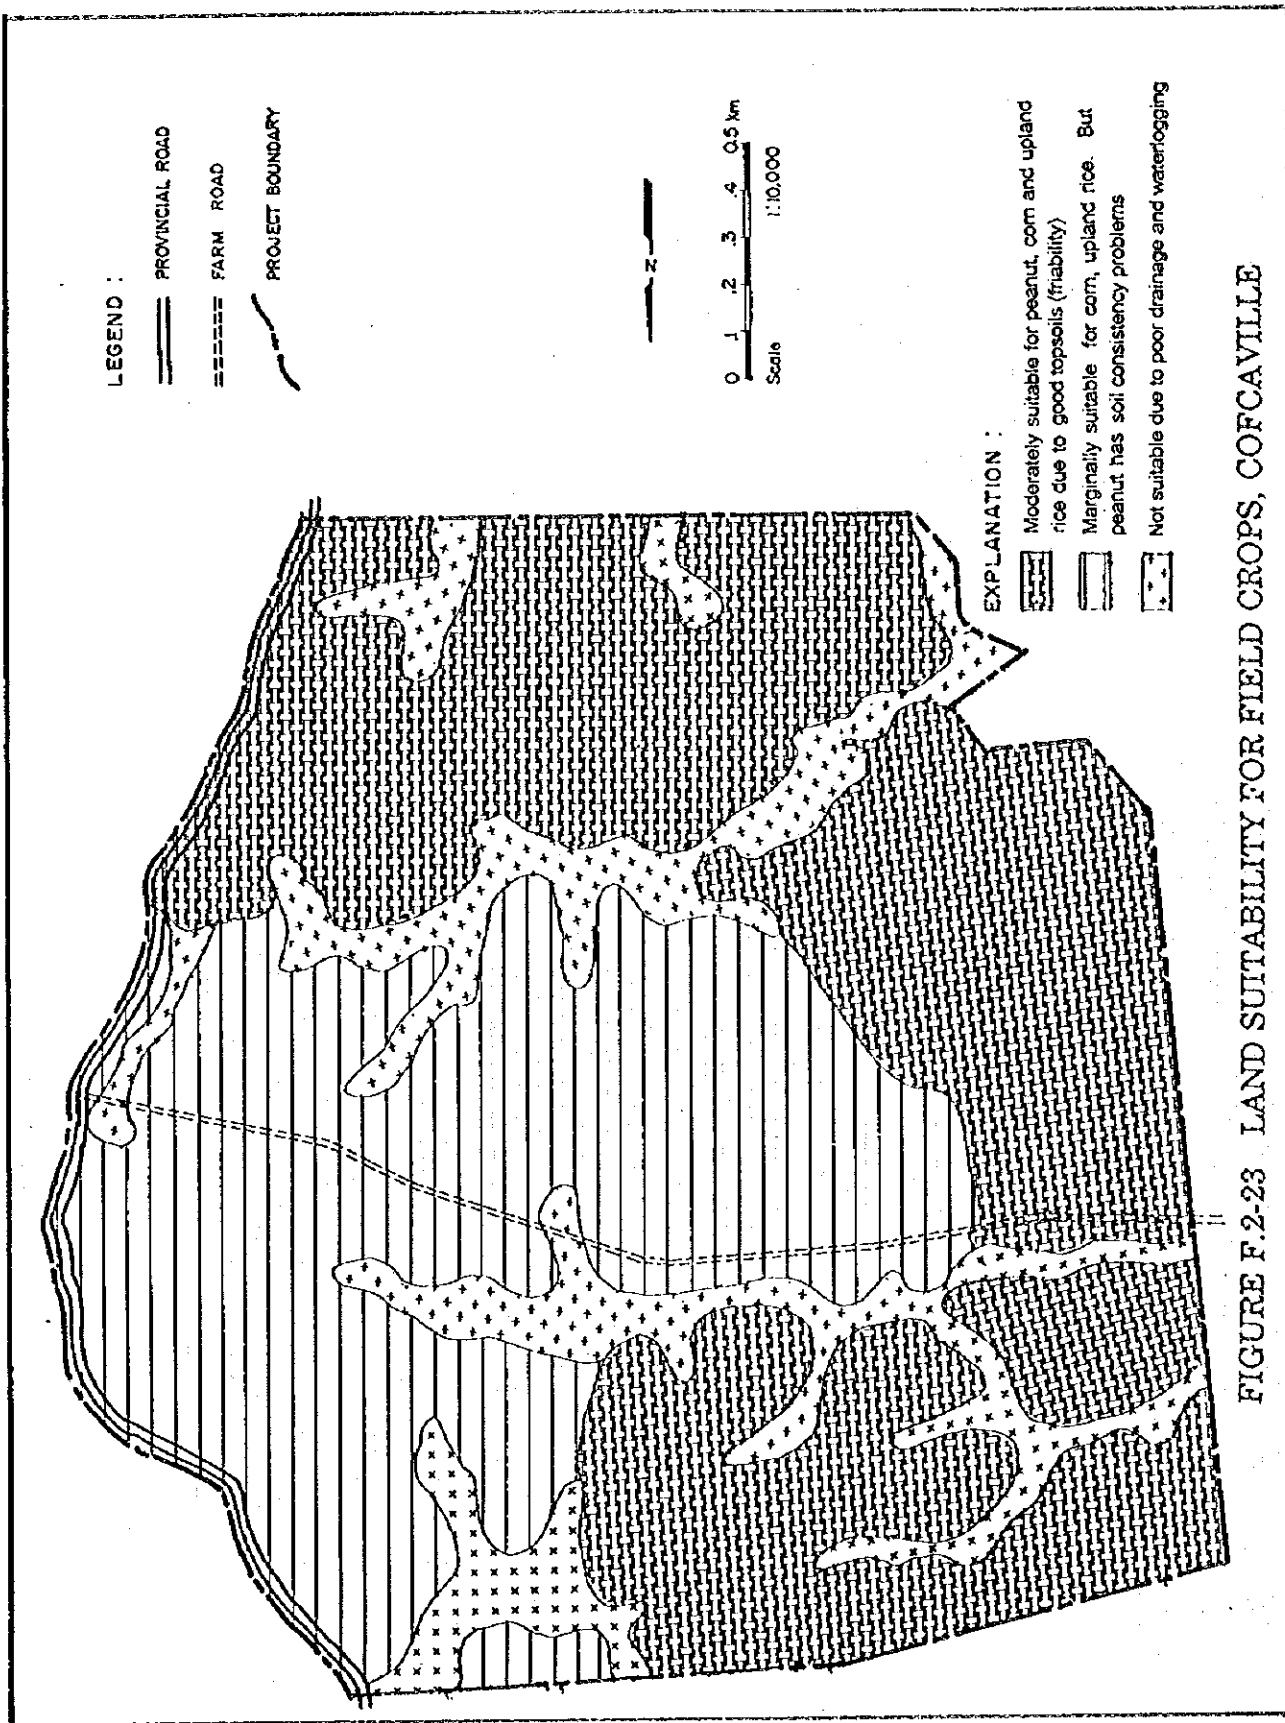 LEGEND :
PROVINCIAL ROAD
FARM ROAD
PROJECT BOUNDARY
N
0 .1 .2 .3 .4 0.5 km
Scale 1:10,000
EXPLANATION :
Moderately suitable for peanut, corn and upland
rice due to good topsoils (friability)
Marginally suitable for corn, upland rice. But
peanut has soil consistency problems
Not suitable due to poor drainage and waterlogging
FIGURE F.2-23 LAND SUITABILITY FOR FIELD CROPS, COFCAVILLE